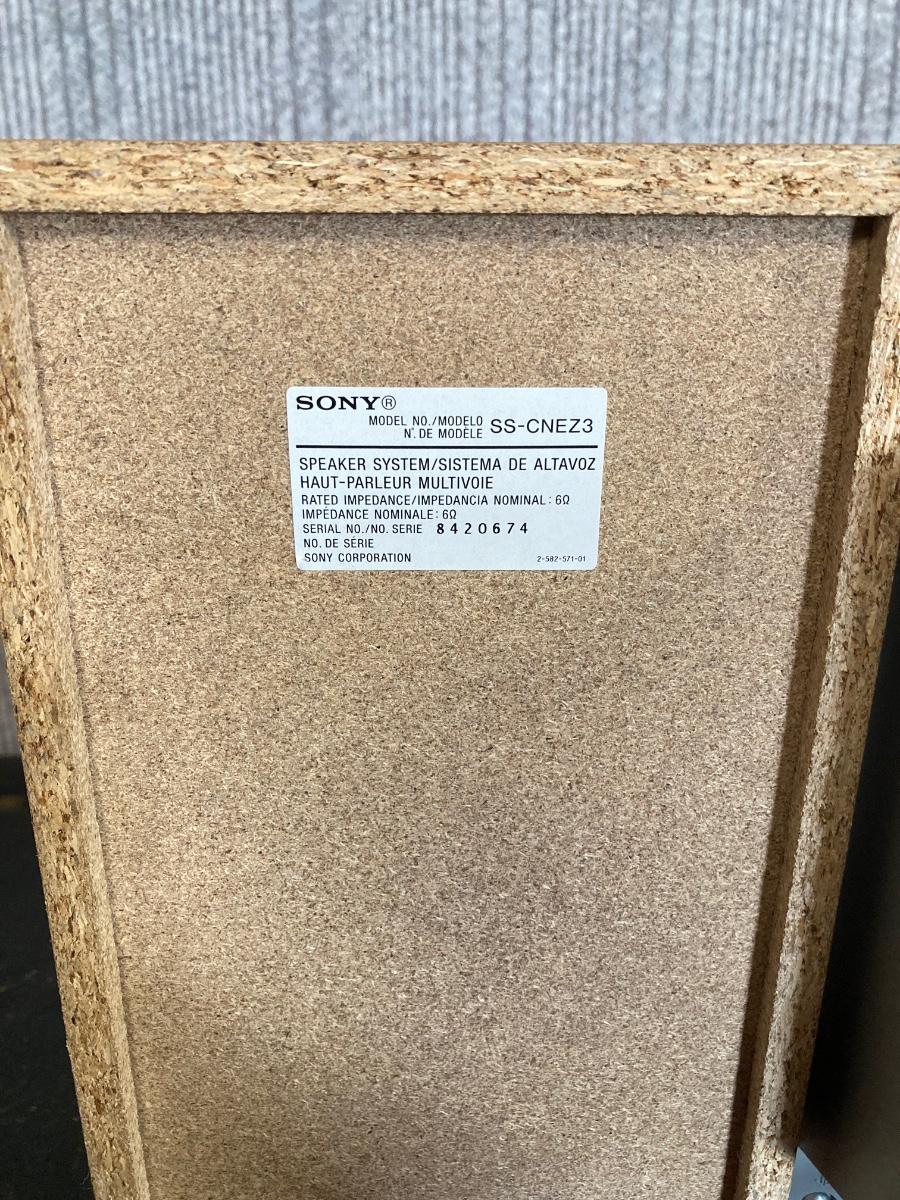 SONY®
MODEL NO./MODELO
N°. DE MODÈLE SS-CNEZ3
SPEAKER SYSTEM/SISTEMA DE ALTAVOZ
HAUT-PARLEUR MULTIVOIE
RATED IMPEDANCE/IMPEDANCIA NOMINAL: 6Ω
IMPÉDANCE NOMINALE: 6Ω
SERIAL NO./NO. SERIE 8420674
NO. DE SÉRIE
SONY CORPORATION 2-582-571-01